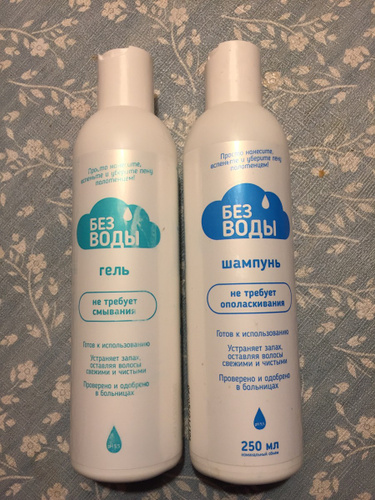 Просто нанесите,
вспеньте и уберите пену
полотенцем!
БЕЗ
ВОДЫ
гель
не требует
смывания
Готов к использованию
Устраняет запах,
оставляя волосы
свежими и чистыми
Проверено и одобрено
в больницах
Просто нанесите,
вспеньте и уберите пену
полотенцем!
БЕЗ
ВОДЫ
шампунь
не требует
ополаскивания
Готов к использованию
Устраняет запах,
оставляя волосы
свежими и чистыми
Проверено и одобрено
в больницах
250 мл